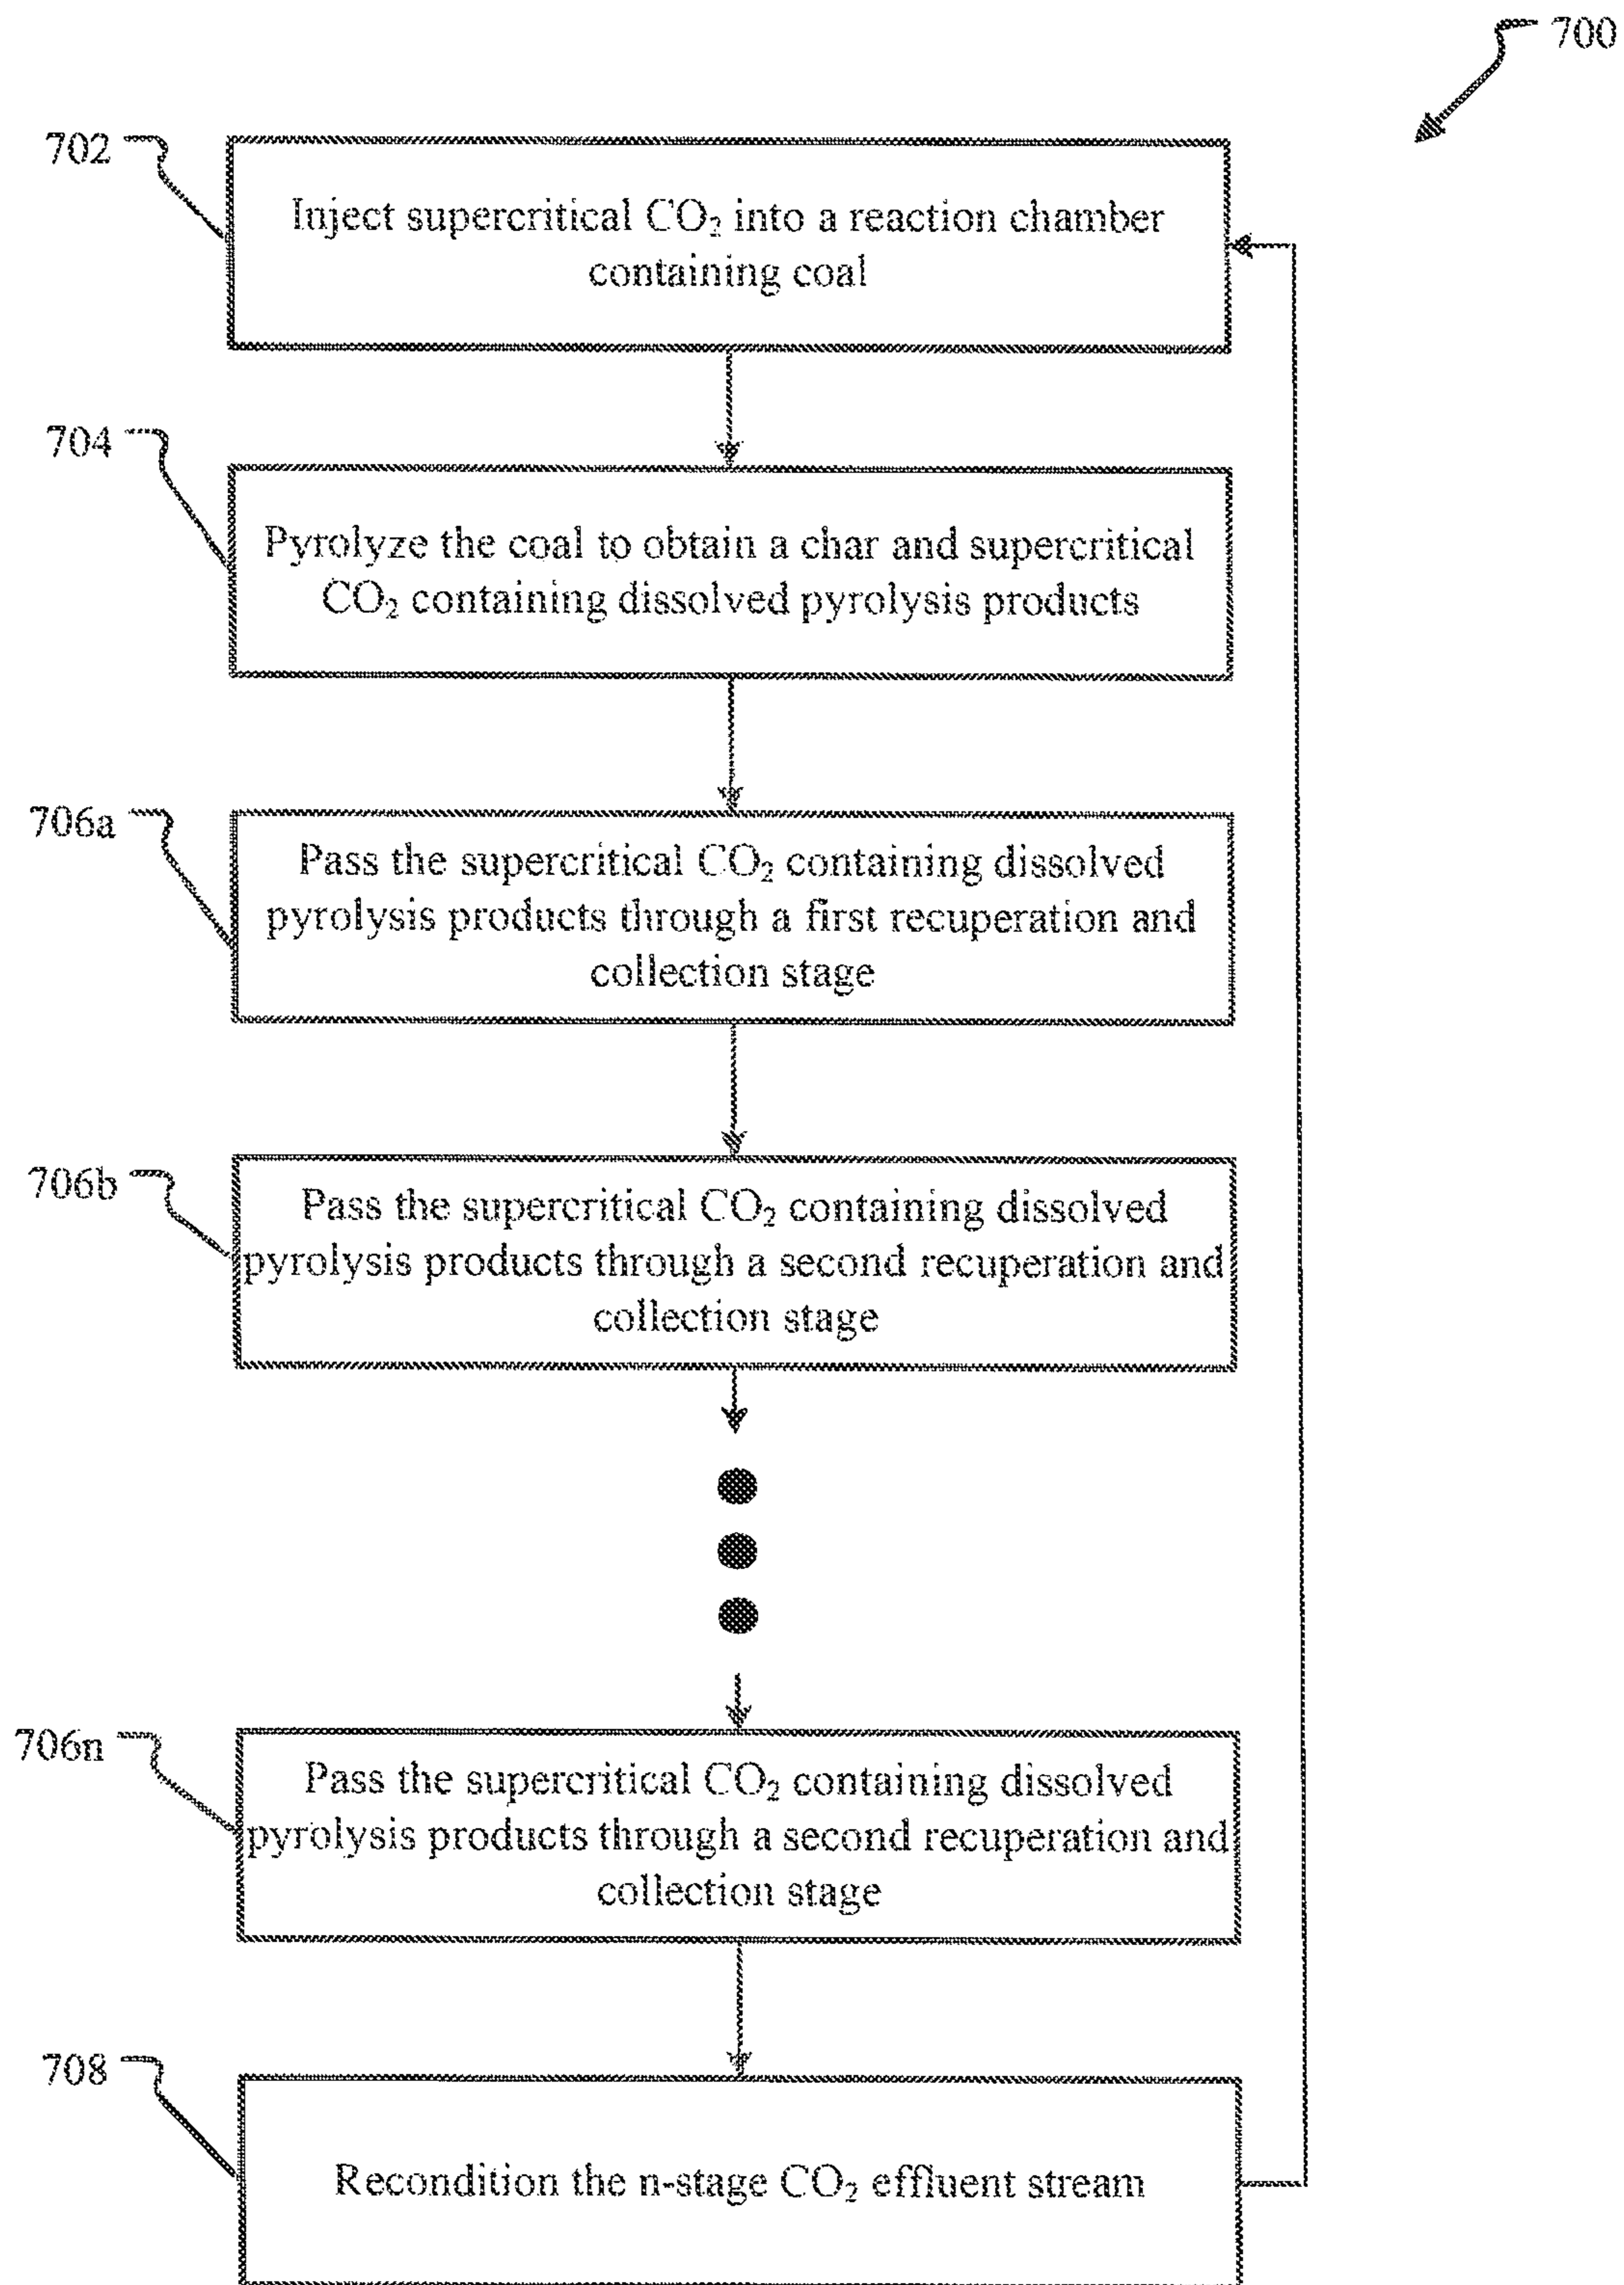 700
702
Inject supercritical CO₂ into a reaction chamber
containing coal
704
Pyrolyze the coal to obtain a char and supercritical
CO₂ containing dissolved pyrolysis products
706a
Pass the supercritical CO₂ containing dissolved
pyrolysis products through a first recuperation and
collection stage
706b
Pass the supercritical CO₂ containing dissolved
pyrolysis products through a second recuperation and
collection stage
706n
Pass the supercritical CO₂ containing dissolved
pyrolysis products through a second recuperation and
collection stage
708
Recondition the n-stage CO₂ effluent stream